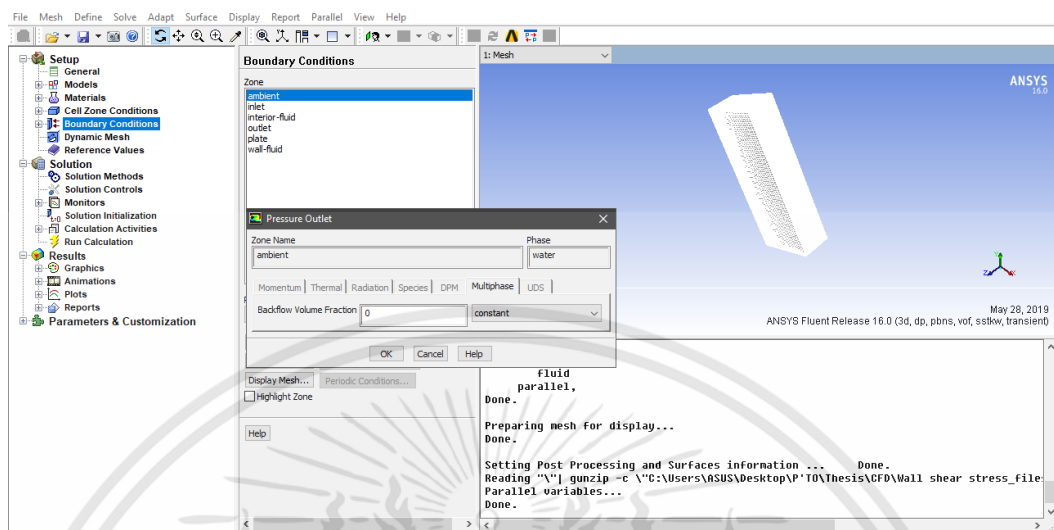 File Mesh Define Solve Adapt Surface Display Report Parallel View Help
Setup
General
Models
Materials
Cell Zone Conditions
Boundary Conditions
Dynamic Mesh
Reference Values
Solution
Solution Methods
Solution Controls
Monitors
Solution Initialization
Calculation Activities
Run Calculation
Results
Graphics
Animations
Plots
Reports
Parameters & Customization
Boundary Conditions
Zone
ambient
inlet
interior-fluid
outlet
plate
wall-fluid
Pressure Outlet
Zone Name Phase
ambient water
Momentum Thermal Radiation Species DPM Multiphase UDS
Backflow Volume Fraction 0 constant
OK Cancel Help
Display Mesh... Periodic Conditions...
Highlight Zone
Help
1: Mesh
ANSYS
16.0
Y
Z X
May 28, 2019
ANSYS Fluent Release 16.0 (3d, dp, pbns, vof, sstkw, transient)
fluid
parallel,
Done.
Preparing mesh for display...
Done.
Setting Post Processing and Surfaces information ... Done.
Reading "\"| gunzip -c \"C:\Users\ASUS\Desktop\P'TO\Thesis\CFD\Wall shear stress_file
Parallel variables...
Done.